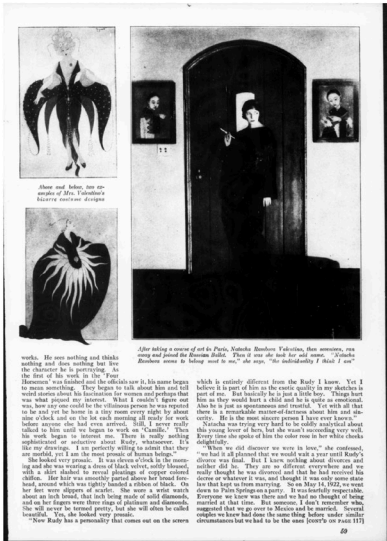 11
Above and below, two ex-
amples of Mrs. Valentino's
bizarre costume designs
After taking a course of art in Paris, Natacha Rambova Valentino, then seventeen, ran
away and joined the Russian Ballet. Then it was she took her odd name. "Natacha
Rambova seems to belong most to me," she says, "the individuality I think I am"
works. He sees nothing and thinks
nothing and does nothing but live
the character he is portraying. As
the first of his work in the 'Four
Horsemen' was finished and the officials saw it, his name began
to mean something. They began to talk about him and tell
weird stories about his fascination for women and perhaps that
was what piqued my interest. What I couldn't figure out
was, how any one could be the villainous person he was reported
to be and yet be home in a tiny room every night by about
nine o'clock and on the lot each morning all ready for work
before anyone else had even arrived. Still, I never really
talked to him until we began to work on 'Camille.' Then
his work began to interest me. There is really nothing
sophisticated or seductive about Rudy, whatsoever. It's
like my drawings. I am perfectly willing to admit that they
are morbid, yet I am the most prosaic of human beings."
She looked very prosaic. It was eleven o'clock in the morn-
ing and she was wearing a dress of black velvet, softly bloused,
with a skirt slashed to reveal pleatings of copper colored
chiffon. Her hair was smoothly parted above her broad fore-
head, around which was tightly banded a ribbon of black. On
her feet were slippers of scarlet. She wore a wrist watch
about an inch broad, that inch being made of solid diamonds,
and on her fingers were three rings of platinum and diamonds.
She will never be termed pretty, but she will often be called
beautiful. Yes, she looked very prosaic.
"Now Rudy has a personality that comes out on the screen
which is entirely different from the Rudy I know. Yet I
believe it is part of him as the exotic quality in my sketches is
part of me. But basically he is just a little boy. Things hurt
him as they would hurt a child and he is quite as emotional.
Also he is just as spontaneous and trustful. Yet with all that
there is a remarkable matter-of-factness about him and sin-
cerity. He is the most sincere person I have ever known."
Natacha was trying very hard to be coldly analytical about
this young lover of hers, but she wasn't succeeding very well.
Every time she spoke of him the color rose in her white cheeks
delightfully.
"When we did discover we were in love," she confessed,
"we had it all planned that we would wait a year until Rudy's
divorce was final. But I knew nothing about divorces and
neither did he. They are so different everywhere and we
really thought he was divorced and that he had received his
decree or whatever it was, and thought it was only some state
law that kept us from marrying. So on May 14, 1922, we went
down to Palm Springs on a party. It was fearfully respectable.
Everyone we knew was there and we had no thought of being
married at that time. But someone, I don't remember who,
suggested that we go over to Mexico and be married. Several
couples we knew had done the same thing before under similar
circumstances but we had to be the ones [CONT'D ON PAGE 117]
59